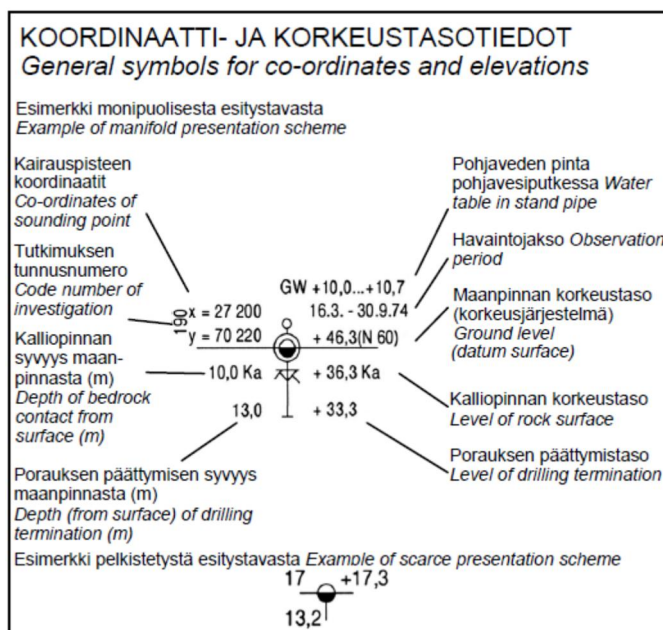 KOORDINAATTI- JA KORKEUSTASOTIEDOT
General symbols for co-ordinates and elevations
Esimerkki monipuolisesta esitystavasta
Example of manifold presentation scheme
Kairauspisteen
koordinaatit
Co-ordinates of
sounding point
Tutkimuksen
tunnusnumero
Code number of
investigation
Kalliopinnan
syvyys maan-
pinnasta (m)
Depth of bedrock
contact from
surface (m)
Porauksen päättymisen syvyys
maanpinnasta (m)
Depth (from surface) of drilling
termination (m)
190
x = 27 200
y = 70 220
10,0 Ka
13,0
GW +10,0...+10,7
16.3. - 30.9.74
+ 46,3(N 60)
+ 36,3 Ka
+ 33,3
Pohjaveden pinta
pohjavesiputkessa Water
table in stand pipe
Havaintojakso Observation
period
Maanpinnan korkeustaso
(korkeusjärjestelmä)
Ground level
(datum surface)
Kalliopinnan korkeustaso
Level of rock surface
Porauksen päättymistaso
Level of drilling termination
Esimerkki pelkistetystä esitystavasta Example of scarce presentation scheme
17 +17,3
13,2